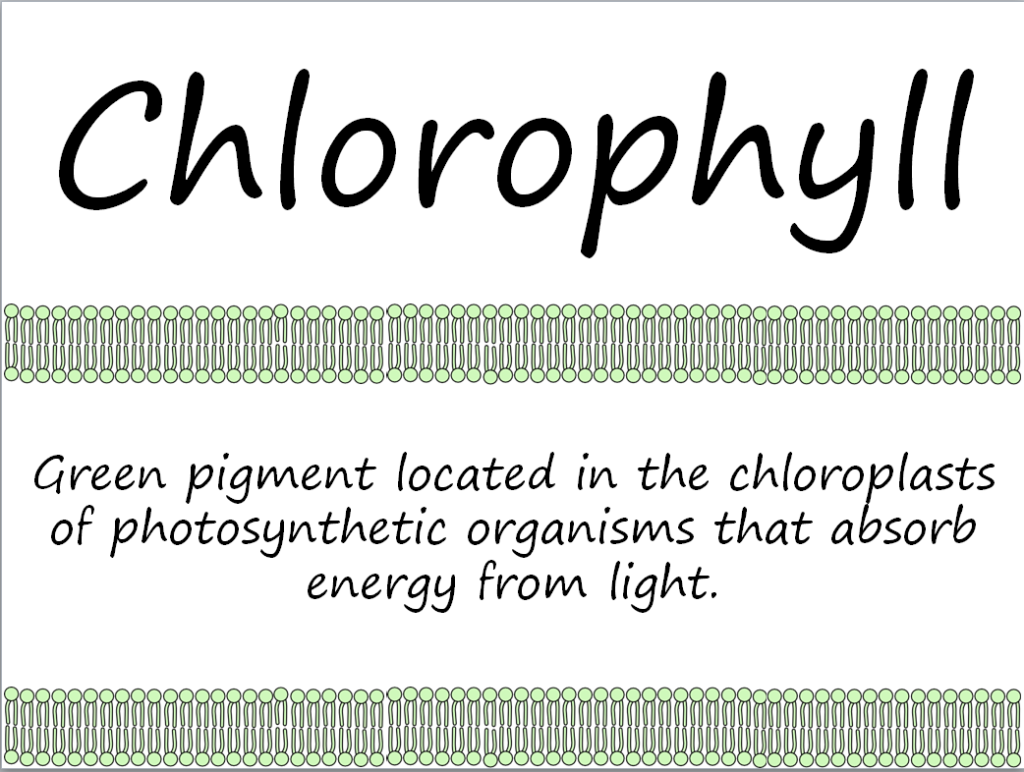 Chlorophyll
Green pigment located in the chloroplasts
of photosynthetic organisms that absorb
energy from light.